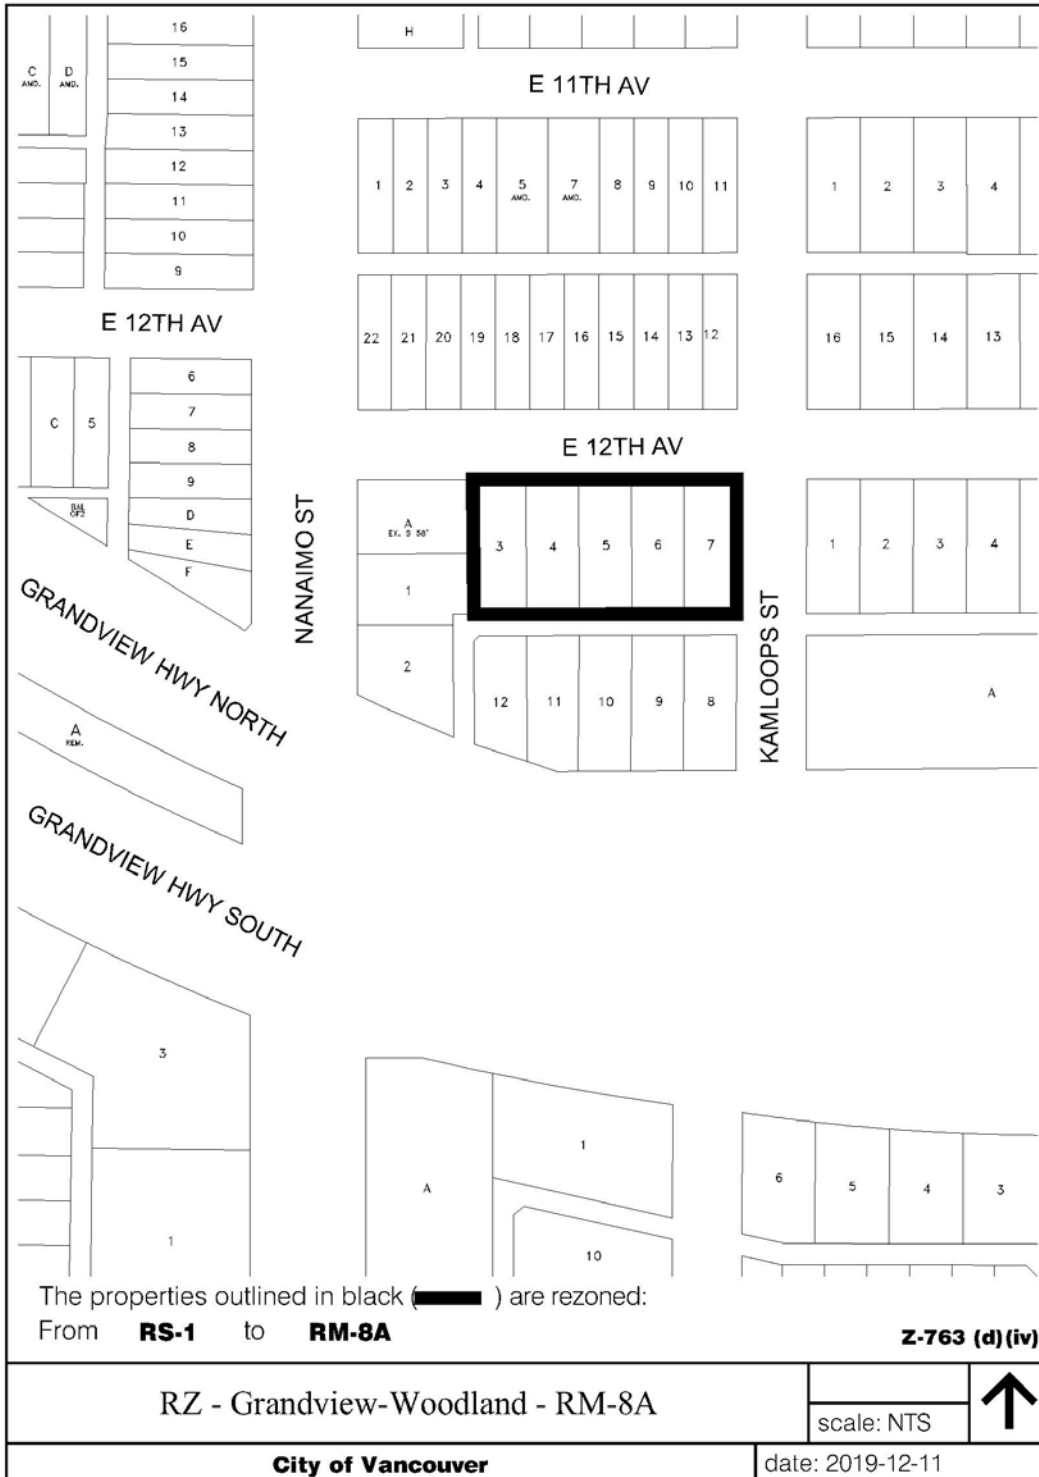 16
15
14
13
12
11
10
9
C
AMD.
D
AMD.
H
E 11TH AV
1 2 3 4 5 7 8 9 10 11
AMD. AMD.
1 2 3 4
E 12TH AV
22 21 20 19 18 17 16 15 14 13 12
16 15 14 13
C 5
6
7
8
9
D
E
F
BAL
OF2
E 12TH AV
NANAIMO ST
A
EX. S 58'
1
2
3 4 5 6 7
12 11 10 9 8
KAMLOOPS ST
1 2 3 4
A
GRANDVIEW HWY NORTH
A
REM.
GRANDVIEW HWY SOUTH
3
1
A
1
10
6 5 4 3
The properties outlined in black ( ) are rezoned:
From RS-1 to RM-8A
Z-763 (d)(iv)
RZ - Grandview-Woodland - RM-8A
scale: NTS
City of Vancouver
date: 2019-12-11